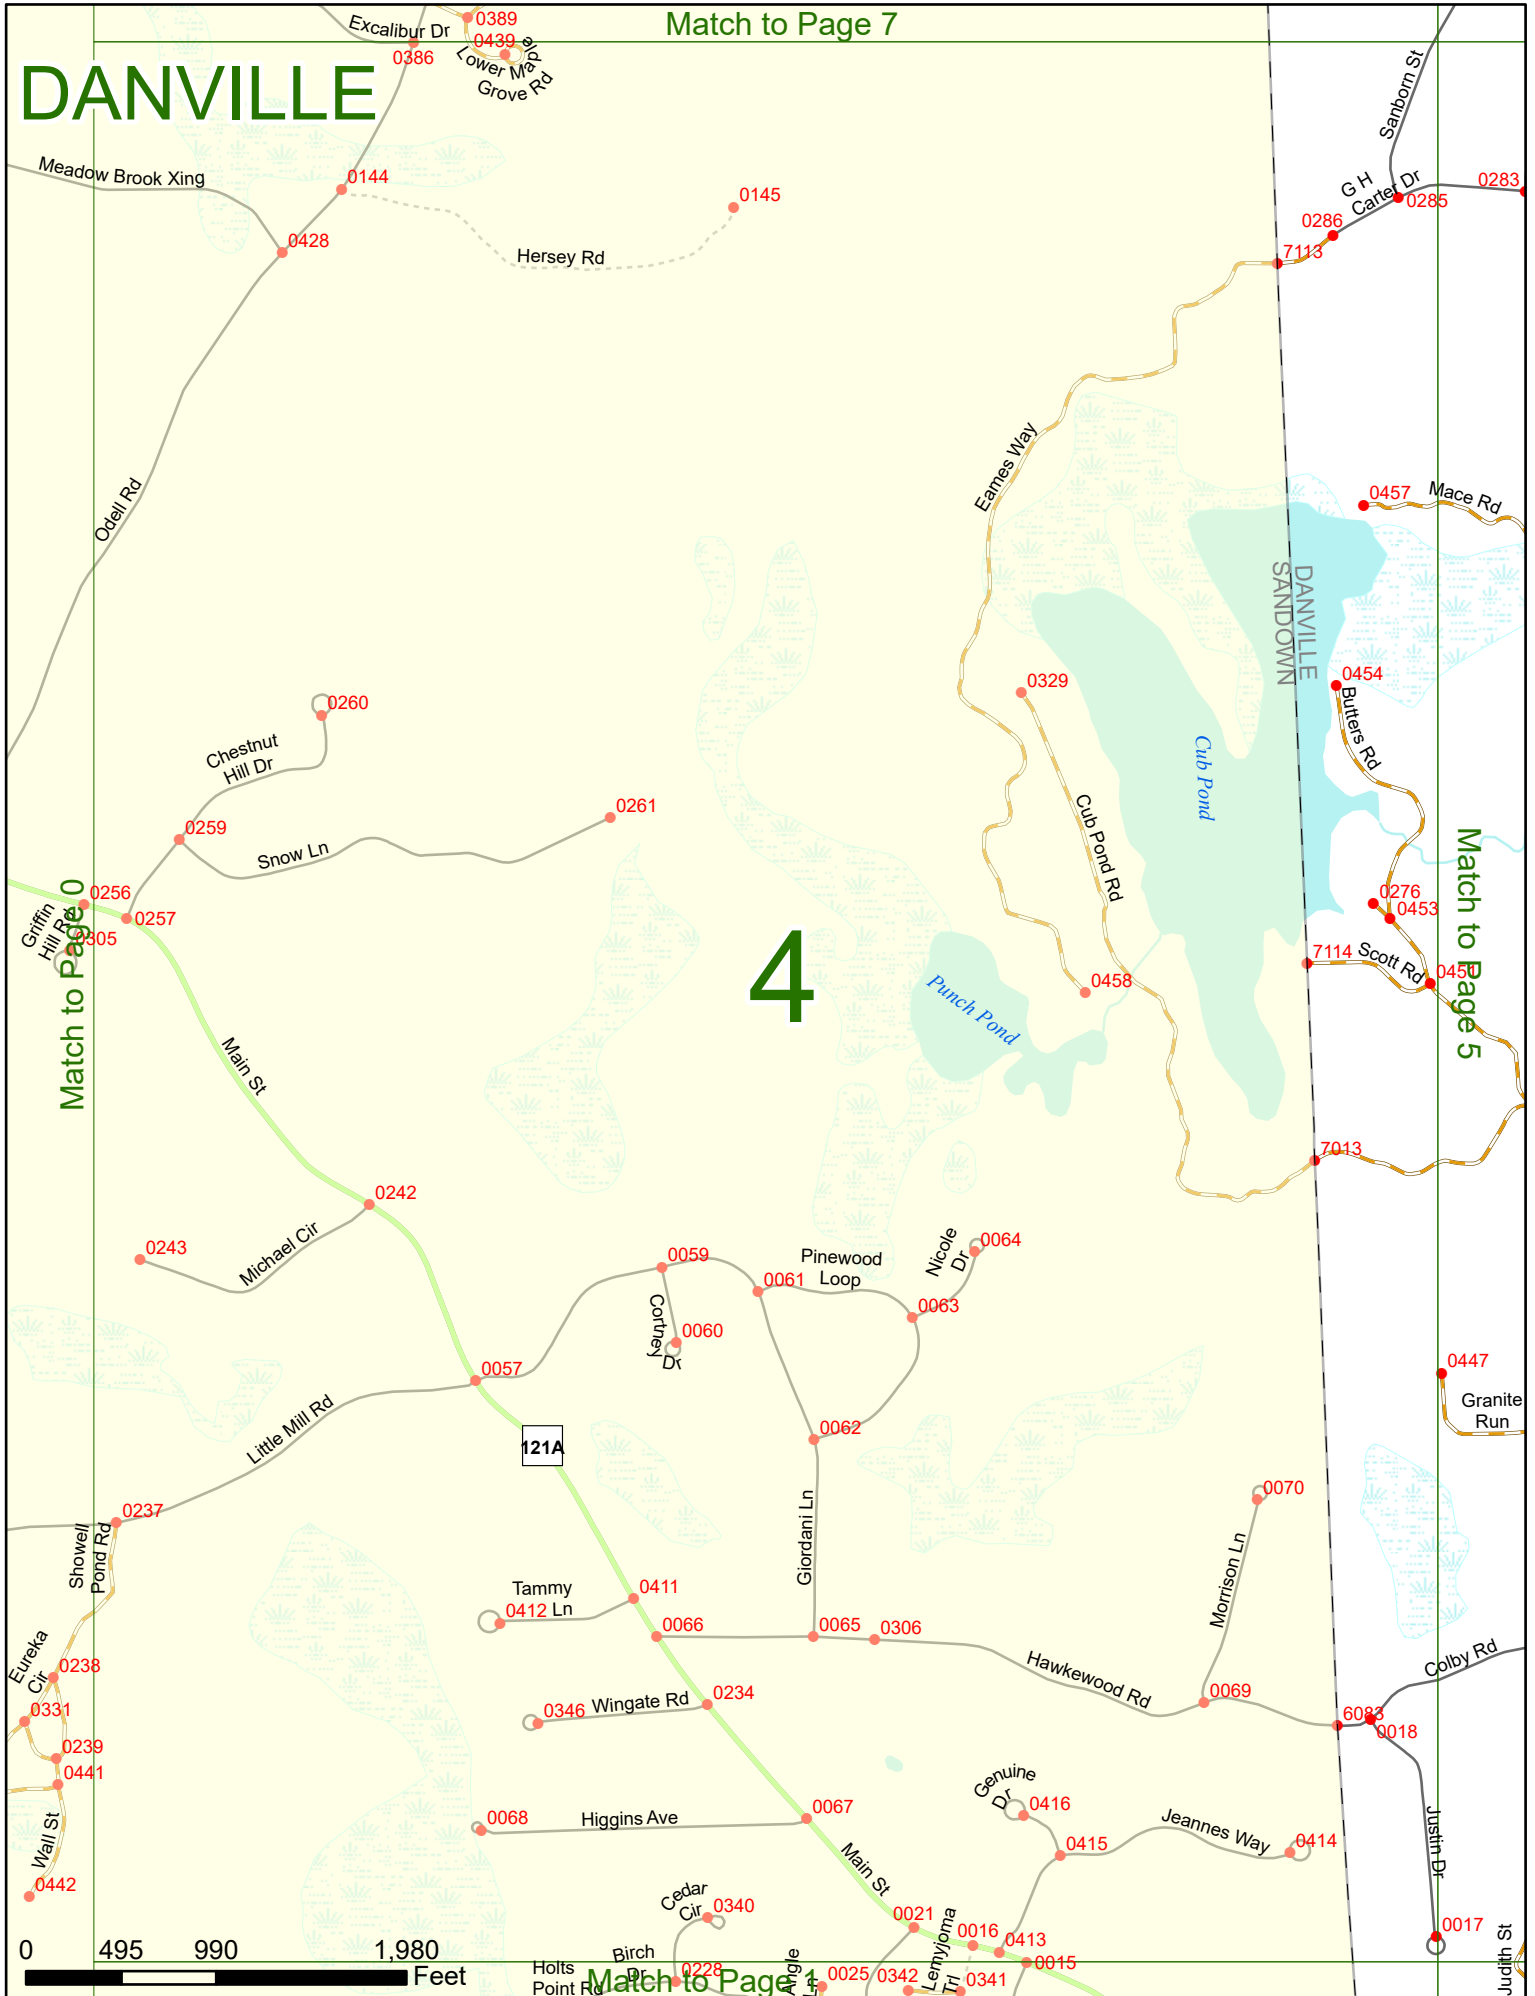 Match to Page 7
Excalibur Dr
0389
0439
0386
Lower Maple
Grove Rd
DANVILLE
Sanborn St
Meadow Brook Xing
0144
0145
0428
Hersey Rd
G H
Carter Dr
0283
0285
0286
7113
Odell Rd
Eames Way
0457
Mace Rd
DANVILLE
SANDOWN
0329
0454
Butters Rd
Cub Pond
0260
Chestnut
Hill Dr
0261
0259
Snow Ln
Cub Pond Rd
Match to Page 0
Match to Page 5
0256
0257
Griffin
Hill Rd
0305
0276
0453
7114
Scott Rd
0451
4
Punch Pond
0458
Main St
7013
0242
0243
Michael Cir
0059
Pinewood
Loop
Nicole
Dr
0064
0061
0063
Cortney Dr
0060
0057
0447
Granite
Run
Little Mill Rd
121A
0062
0070
0237
Showell
Pond Rd
Giordani Ln
Morrison Ln
Tammy
Ln
0411
0412
0066
0065
0306
Eureka
Cir
0238
Hawkewood Rd
Colby Rd
0069
0331
0346
Wingate Rd
0234
6083
0018
0239
0441
Genuine
Dr
0416
0068
Higgins Ave
0067
Jeannes Way
0414
0415
Wall St
Main St
Justin Dr
0442
Cedar
Cir
0340
0021
0016
0413
0015
0017
Lemyjoma
Trl
Judith St
0 495 990 1,980
Feet
Holts
Point Rd
Birch
Dr
0228
Match to Page 1
Angle
Ln
0025
0342
0341